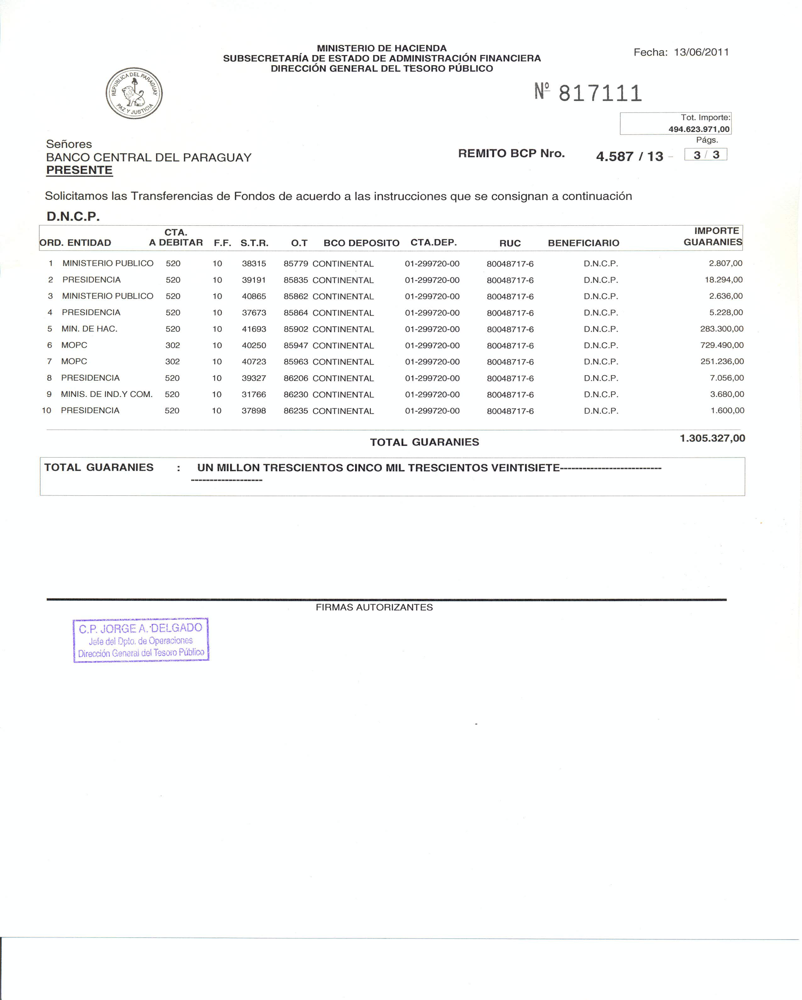 MINISTERIO DE HACIENDA
SUBSECRETARÍA DE ESTADO DE ADMINISTRACIÓN FINANCIERA
DIRECCIÓN GENERAL DEL TESORO PÚBLICO
Fecha: 13/06/2011
REPUBLICA DEL PARAGUAY
PAZ Y JUSTICIA
Nº 817111
Tot. Importe:
494.623.971,00
Págs.
Señores
BANCO CENTRAL DEL PARAGUAY
PRESENTE
REMITO BCP Nro. 4.587 / 13 - 3 / 3
Solicitamos las Transferencias de Fondos de acuerdo a las instrucciones que se consignan a continuación
D.N.C.P.
ORD. ENTIDAD CTA. A DEBITAR F.F. S.T.R. O.T BCO DEPOSITO CTA.DEP. RUC BENEFICIARIO IMPORTE GUARANIES
1 MINISTERIO PUBLICO 520 10 38315 85779 CONTINENTAL 01-299720-00 80048717-6 D.N.C.P. 2.807,00
2 PRESIDENCIA 520 10 39191 85835 CONTINENTAL 01-299720-00 80048717-6 D.N.C.P. 18.294,00
3 MINISTERIO PUBLICO 520 10 40865 85862 CONTINENTAL 01-299720-00 80048717-6 D.N.C.P. 2.636,00
4 PRESIDENCIA 520 10 37673 85864 CONTINENTAL 01-299720-00 80048717-6 D.N.C.P. 5.228,00
5 MIN. DE HAC. 520 10 41693 85902 CONTINENTAL 01-299720-00 80048717-6 D.N.C.P. 283.300,00
6 MOPC 302 10 40250 85947 CONTINENTAL 01-299720-00 80048717-6 D.N.C.P. 729.490,00
7 MOPC 302 10 40723 85963 CONTINENTAL 01-299720-00 80048717-6 D.N.C.P. 251.236,00
8 PRESIDENCIA 520 10 39327 86206 CONTINENTAL 01-299720-00 80048717-6 D.N.C.P. 7.056,00
9 MINIS. DE IND.Y COM. 520 10 31766 86230 CONTINENTAL 01-299720-00 80048717-6 D.N.C.P. 3.680,00
10 PRESIDENCIA 520 10 37898 86235 CONTINENTAL 01-299720-00 80048717-6 D.N.C.P. 1.600,00
TOTAL GUARANIES 1.305.327,00
TOTAL GUARANIES : UN MILLON TRESCIENTOS CINCO MIL TRESCIENTOS VEINTISIETE---------------------------
-------------------
FIRMAS AUTORIZANTES
C.P. JORGE A. DELGADO
Jefe del Dpto. de Operaciones
Dirección General del Tesoro Público